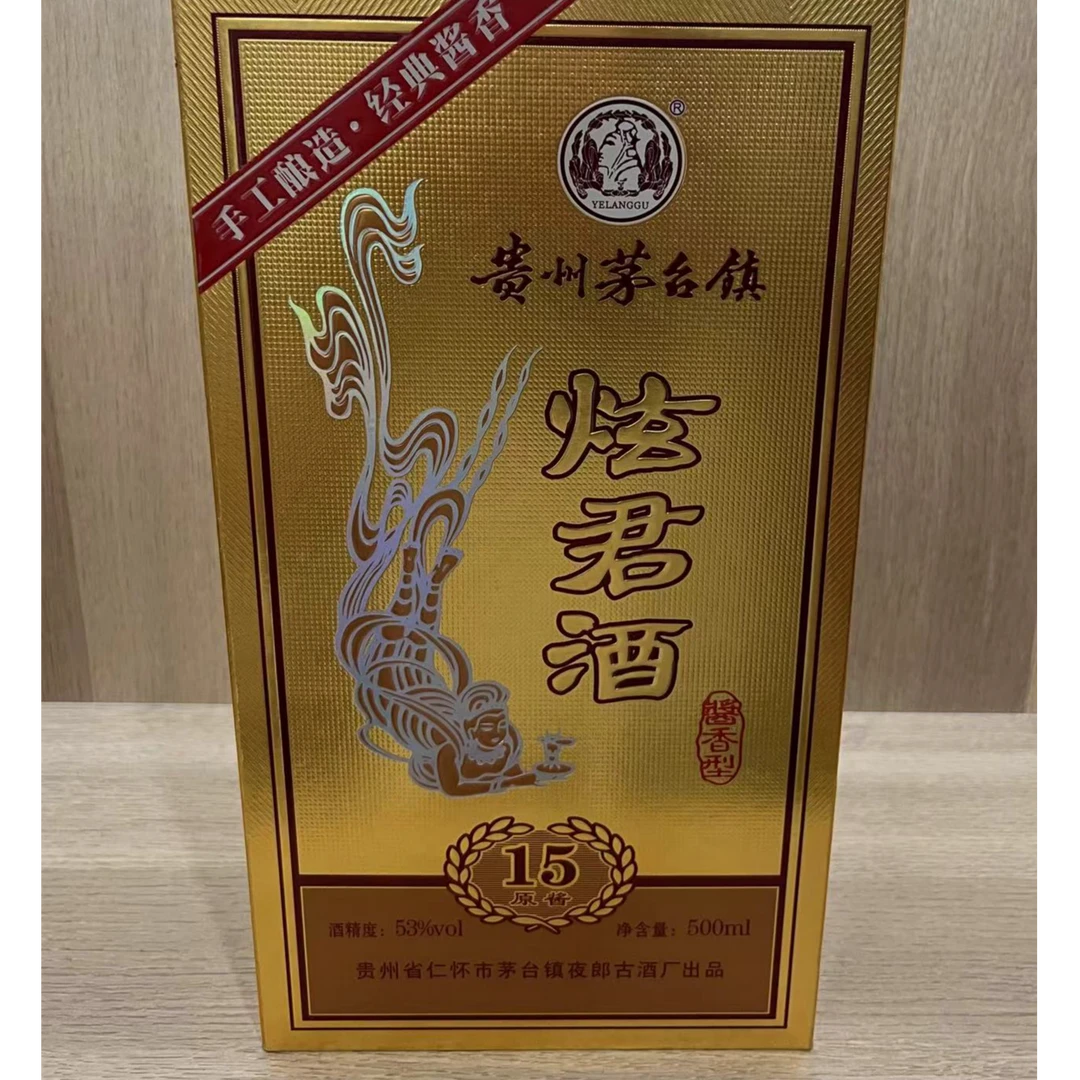 手工酿造·经典酱香
®
YELANGGU
贵州茅台镇
炫君酒
酱香型
15
原酱
酒精度：53%vol
净含量：500ml
贵州省仁怀市茅台镇夜郎古酒厂出品